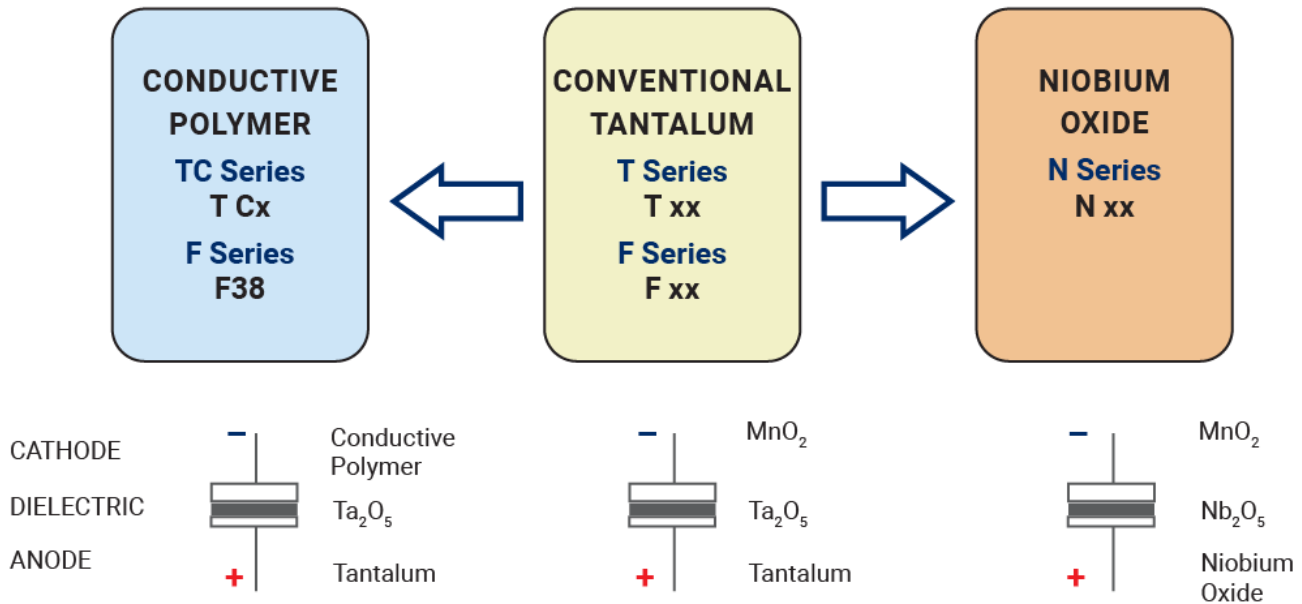 CONDUCTIVE
POLYMER
TC Series
T Cx
F Series
F38
CONVENTIONAL
TANTALUM
T Series
T xx
F Series
F xx
NIOBIUM
OXIDE
N Series
N xx
CATHODE
DIELECTRIC
ANODE
−
Conductive
Polymer
Ta₂O₅
+
Tantalum
−
MnO₂
Ta₂O₅
+
Tantalum
−
MnO₂
Nb₂O₅
+
Niobium
Oxide